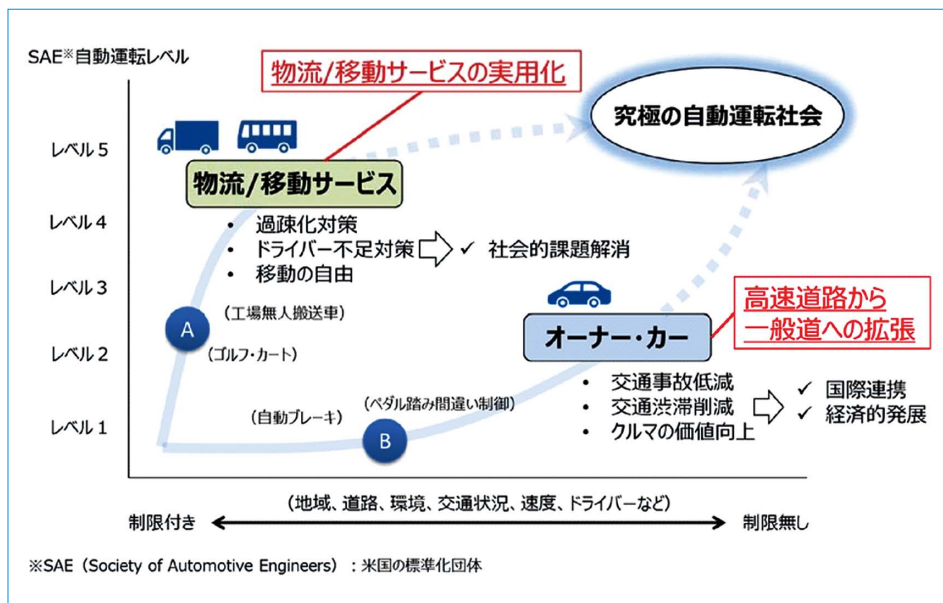 SAE※自動運転レベル
物流/移動サービスの実用化
究極の自動運転社会
レベル5
物流/移動サービス
レベル4
• 過疎化対策
• ドライバー不足対策
• 移動の自由
✓ 社会的課題解消
レベル3
A
(工場無人搬送車)
高速道路から
一般道への拡張
オーナー・カー
レベル2
(ゴルフ・カート)
• 交通事故低減
• 交通渋滞削減
• クルマの価値向上
✓ 国際連携
✓ 経済的発展
レベル1
(自動ブレーキ)
(ペダル踏み間違い制御)
B
(地域、道路、環境、交通状況、速度、ドライバーなど)
制限付き
制限無し
※SAE(Society of Automotive Engineers):米国の標準化団体